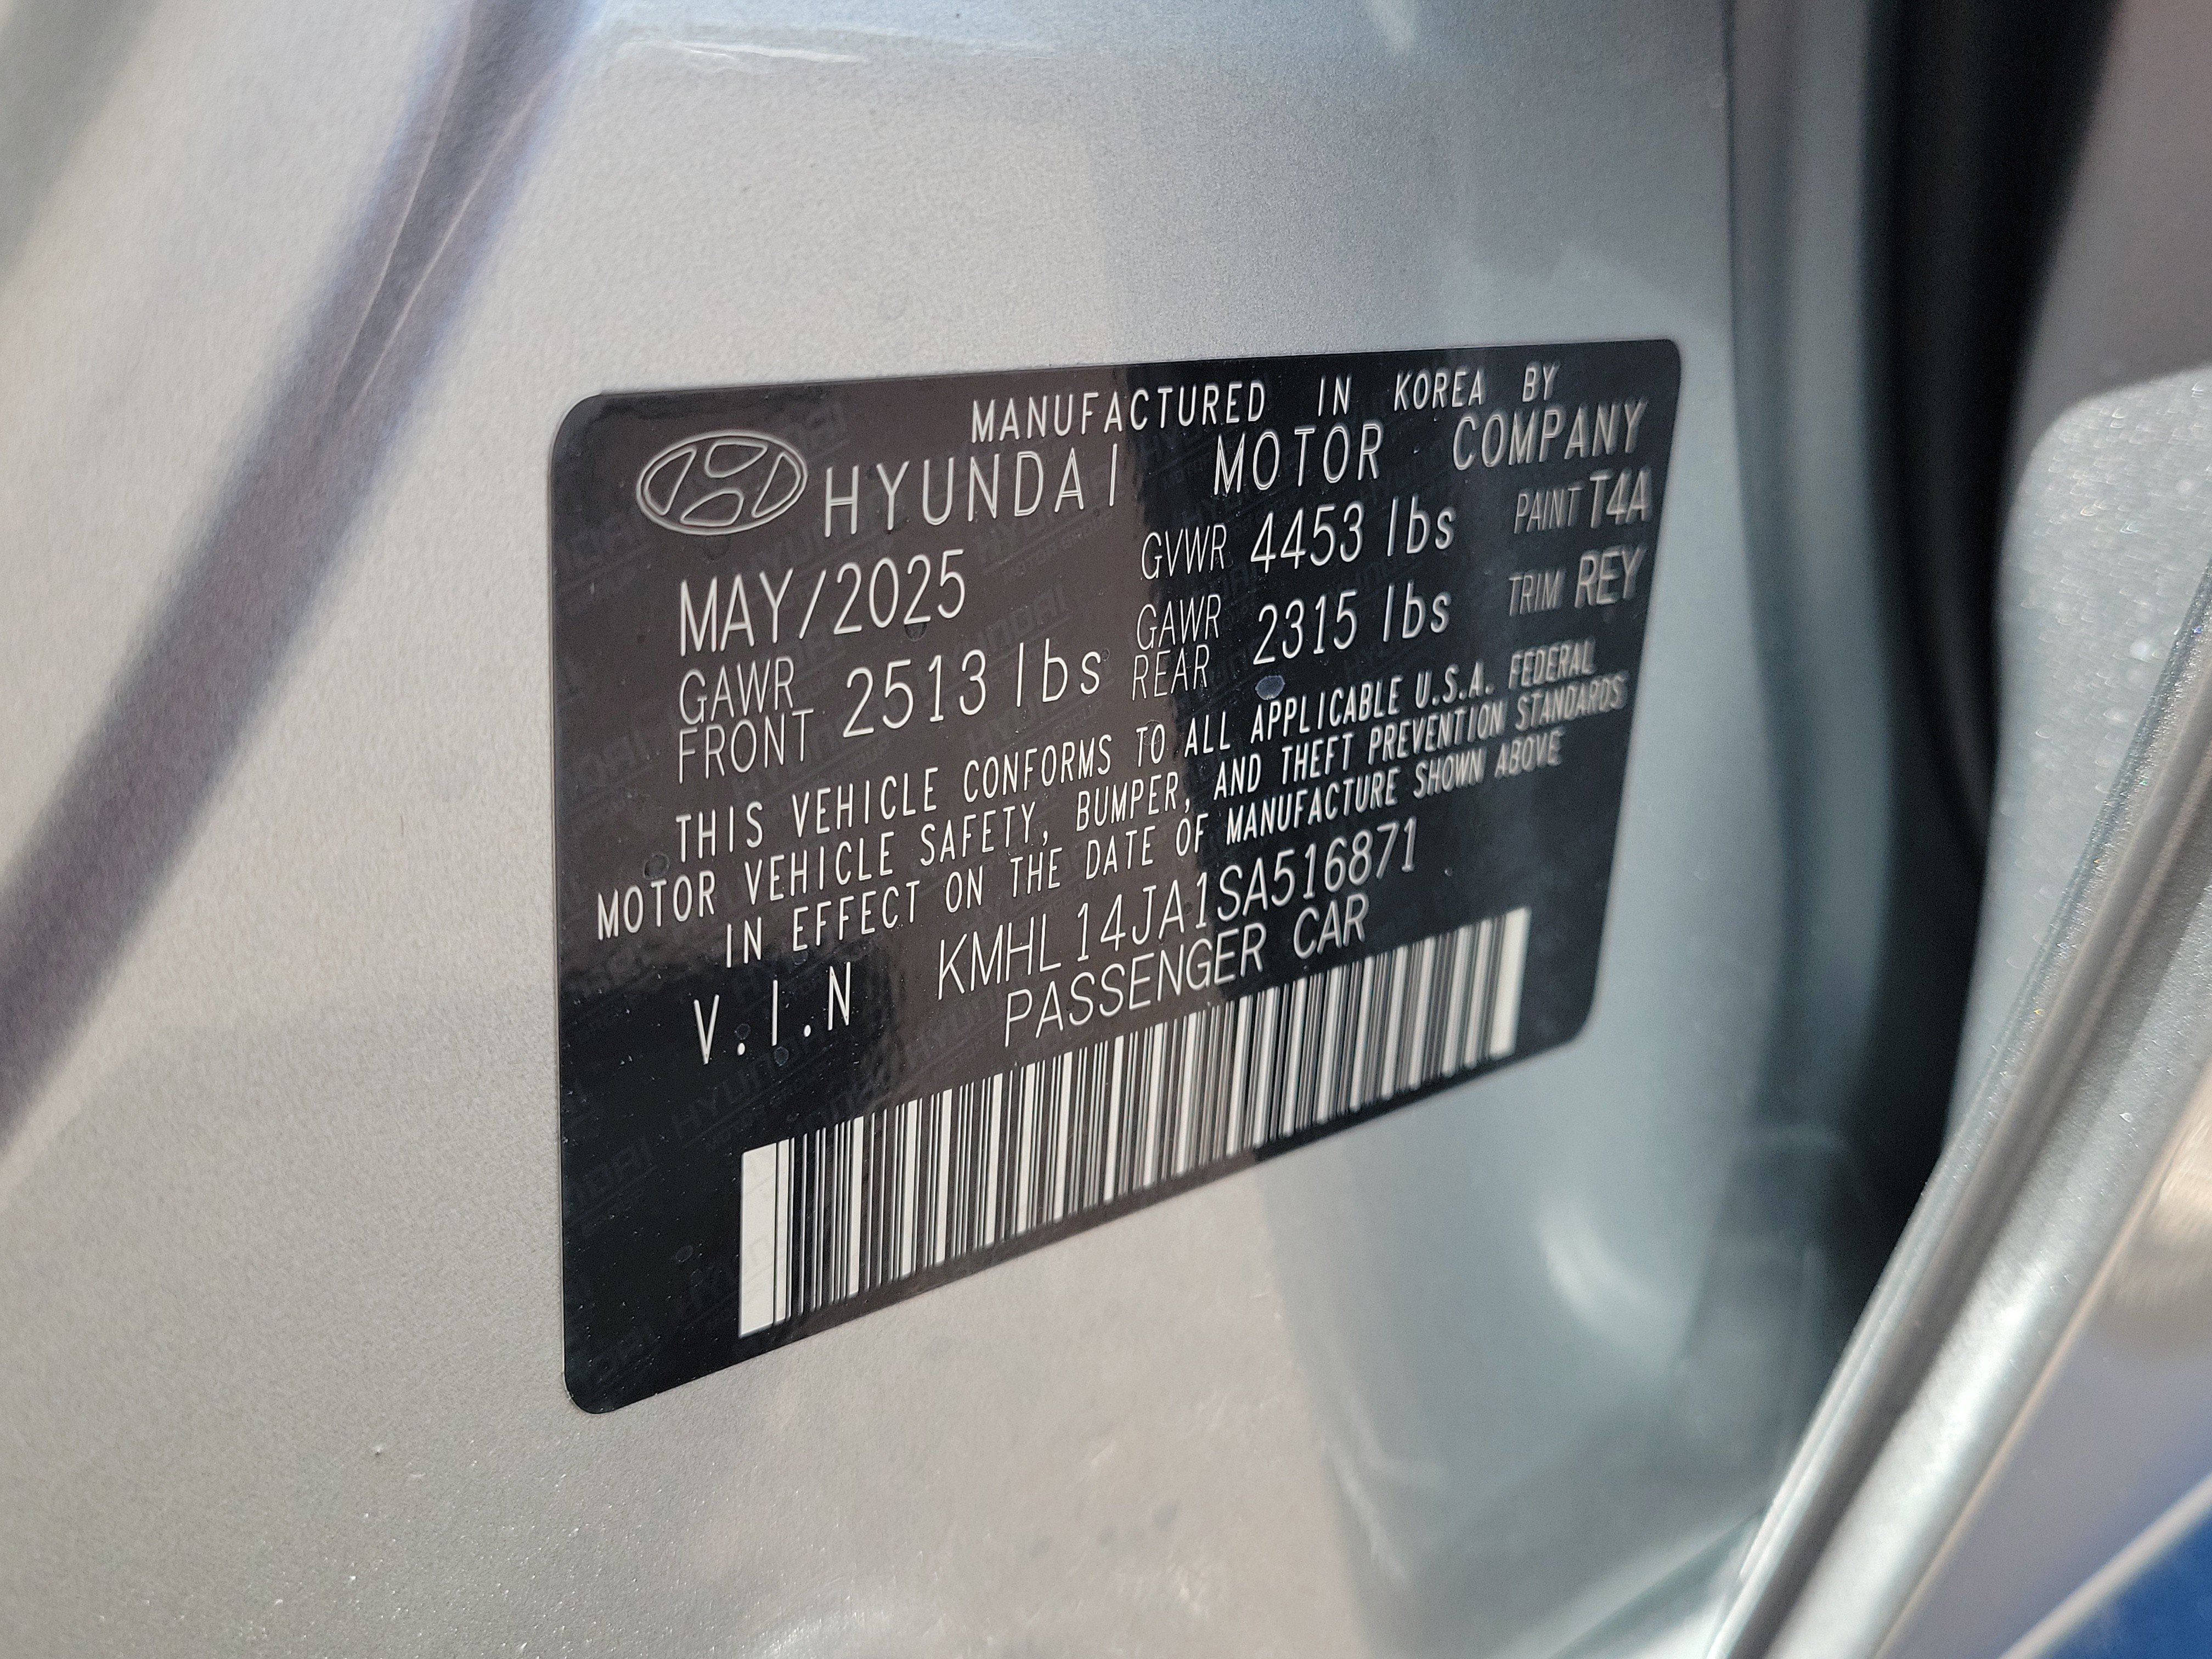 MANUFACTURED IN KOREA BY
HYUNDAI MOTOR COMPANY
MAY/2025 GVWR 4453 lbs PAINT T4A
GAWR FRONT 2513 lbs GAWR REAR 2315 lbs TRIM REY
THIS VEHICLE CONFORMS TO ALL APPLICABLE U.S.A. FEDERAL
MOTOR VEHICLE SAFETY, BUMPER, AND THEFT PREVENTION STANDARDS
IN EFFECT ON THE DATE OF MANUFACTURE SHOWN ABOVE
V.I.N KMHL14JA1SA516871
PASSENGER CAR